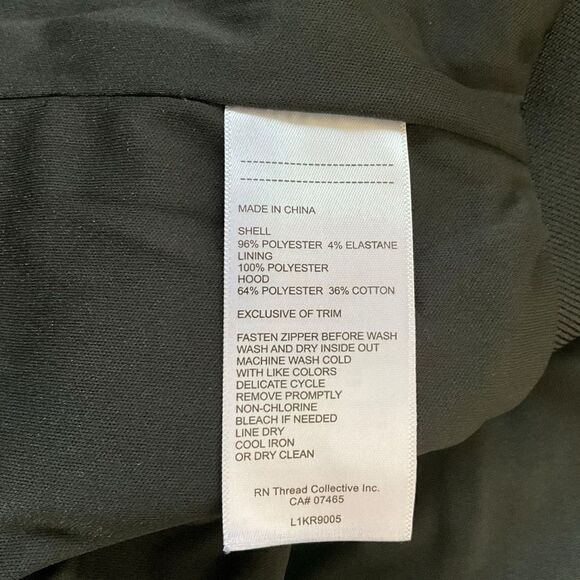 MADE IN CHINA
SHELL
96% POLYESTER 4% ELASTANE
LINING
100% POLYESTER
HOOD
64% POLYESTER 36% COTTON
EXCLUSIVE OF TRIM
FASTEN ZIPPER BEFORE WASH
WASH AND DRY INSIDE OUT
MACHINE WASH COLD
WITH LIKE COLORS
DELICATE CYCLE
REMOVE PROMPTLY
NON-CHLORINE
BLEACH IF NEEDED
LINE DRY
COOL IRON
OR DRY CLEAN
RN Thread Collective Inc.
CA# 07465
L1KR9005